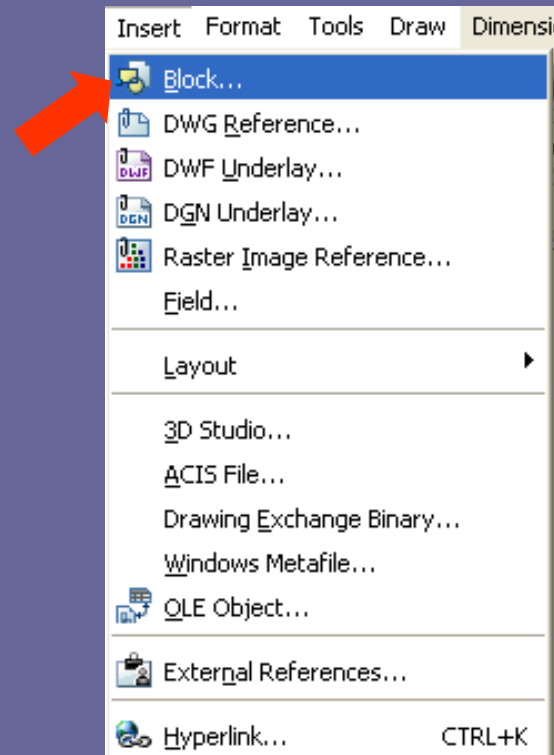 Insert Format Tools Draw Dimensi
Block...
DWG Reference...
DWF Underlay...
DGN Underlay...
Raster Image Reference...
Field...
Layout
3D Studio...
ACIS File...
Drawing Exchange Binary...
Windows Metafile...
OLE Object...
External References...
Hyperlink... CTRL+K